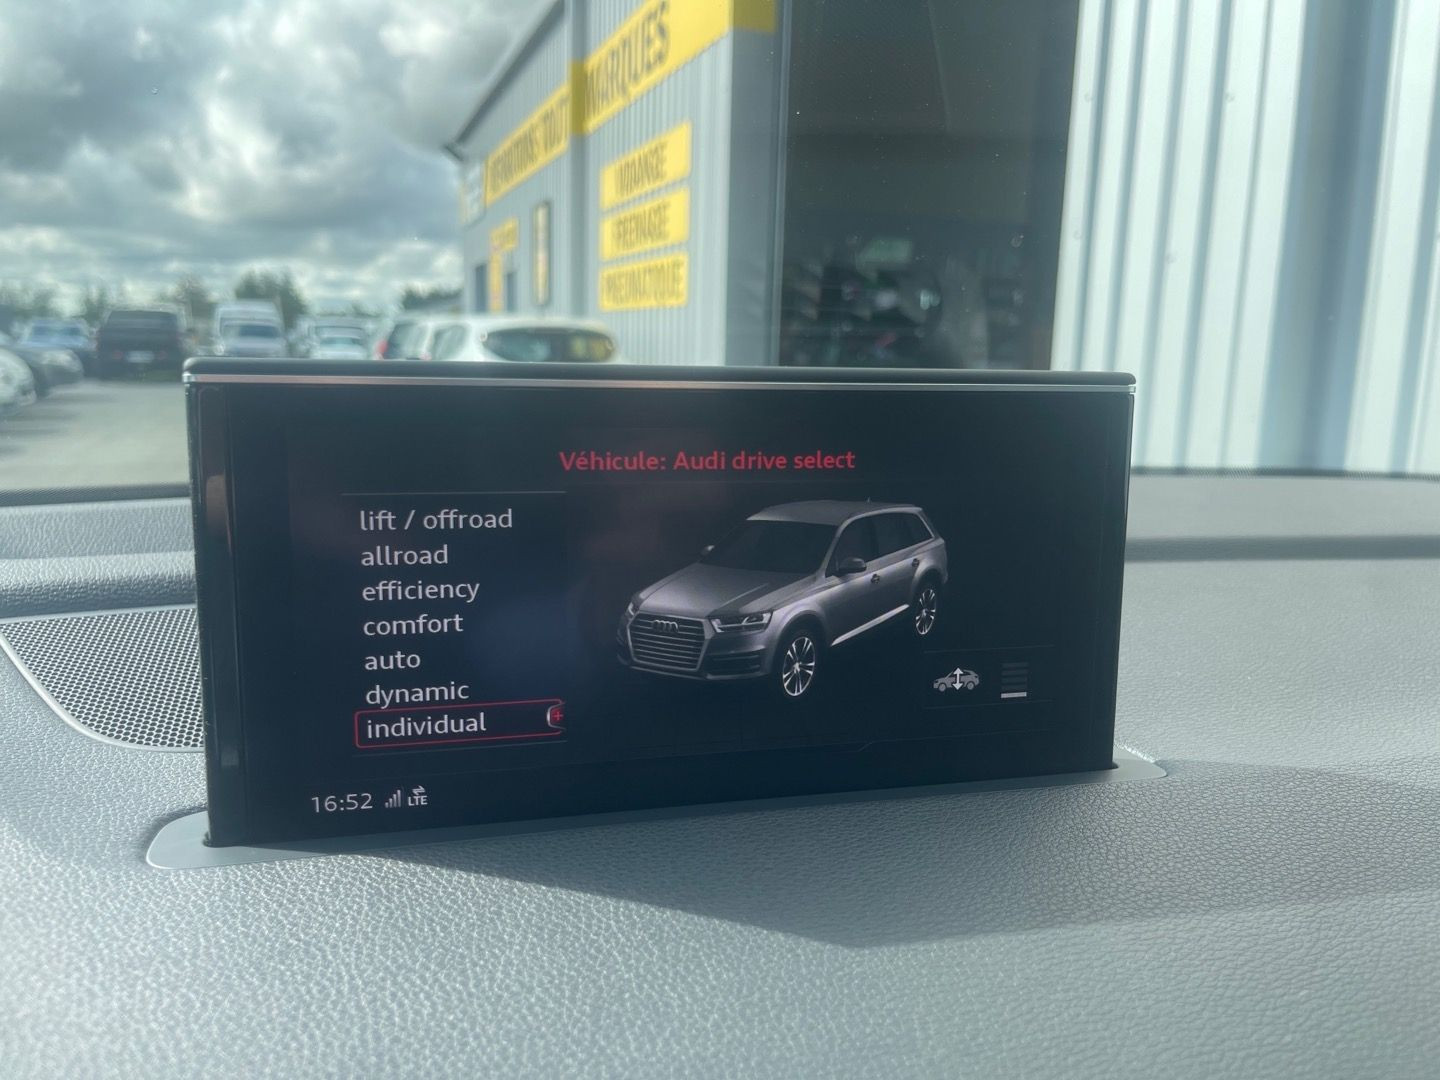 MARQUES
VIDANGE
FREINAGE
PNEUMATIQUE
Véhicule: Audi drive select
lift / offroad
allroad
efficiency
comfort
auto
dynamic
individual
16:52 LTE